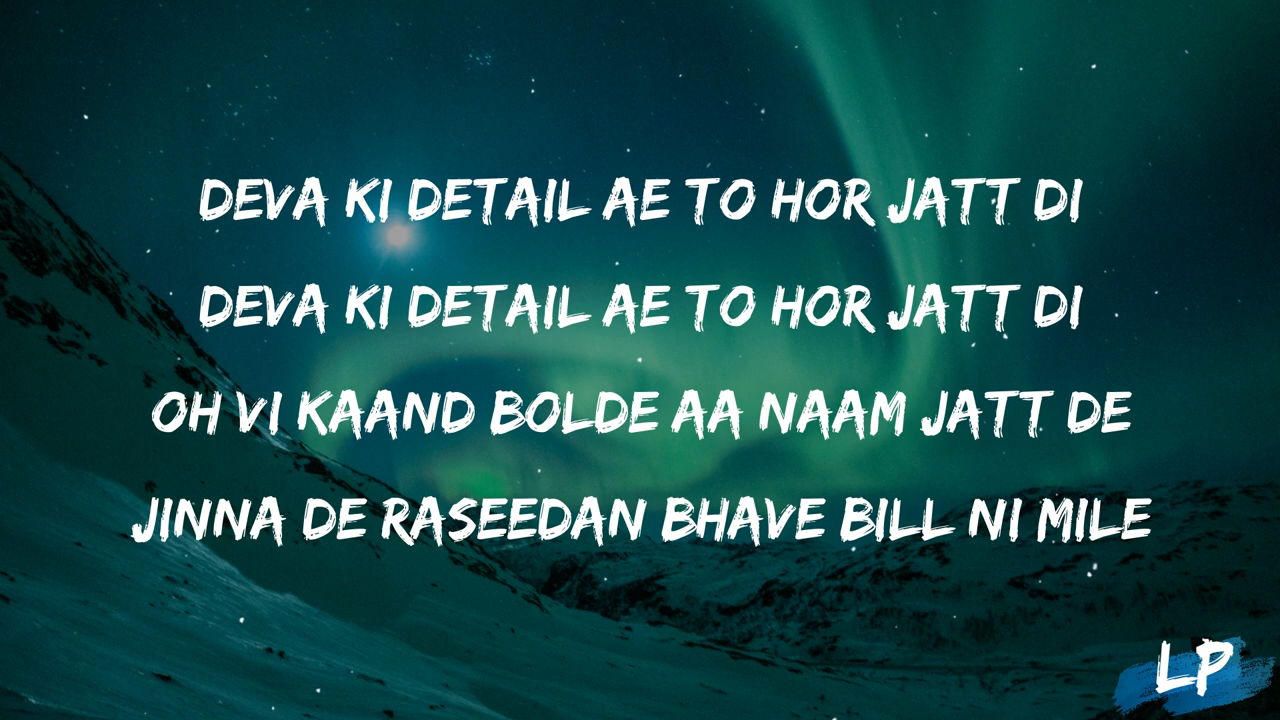 DEVA KI DETAIL AE TO HOR JATT DI
DEVA KI DETAIL AE TO HOR JATT DI
OH VI KAAND BOLDE AA NAAM JATT DE
JINNA DE RASEEDAN BHAVE BILL NI MILE
LP